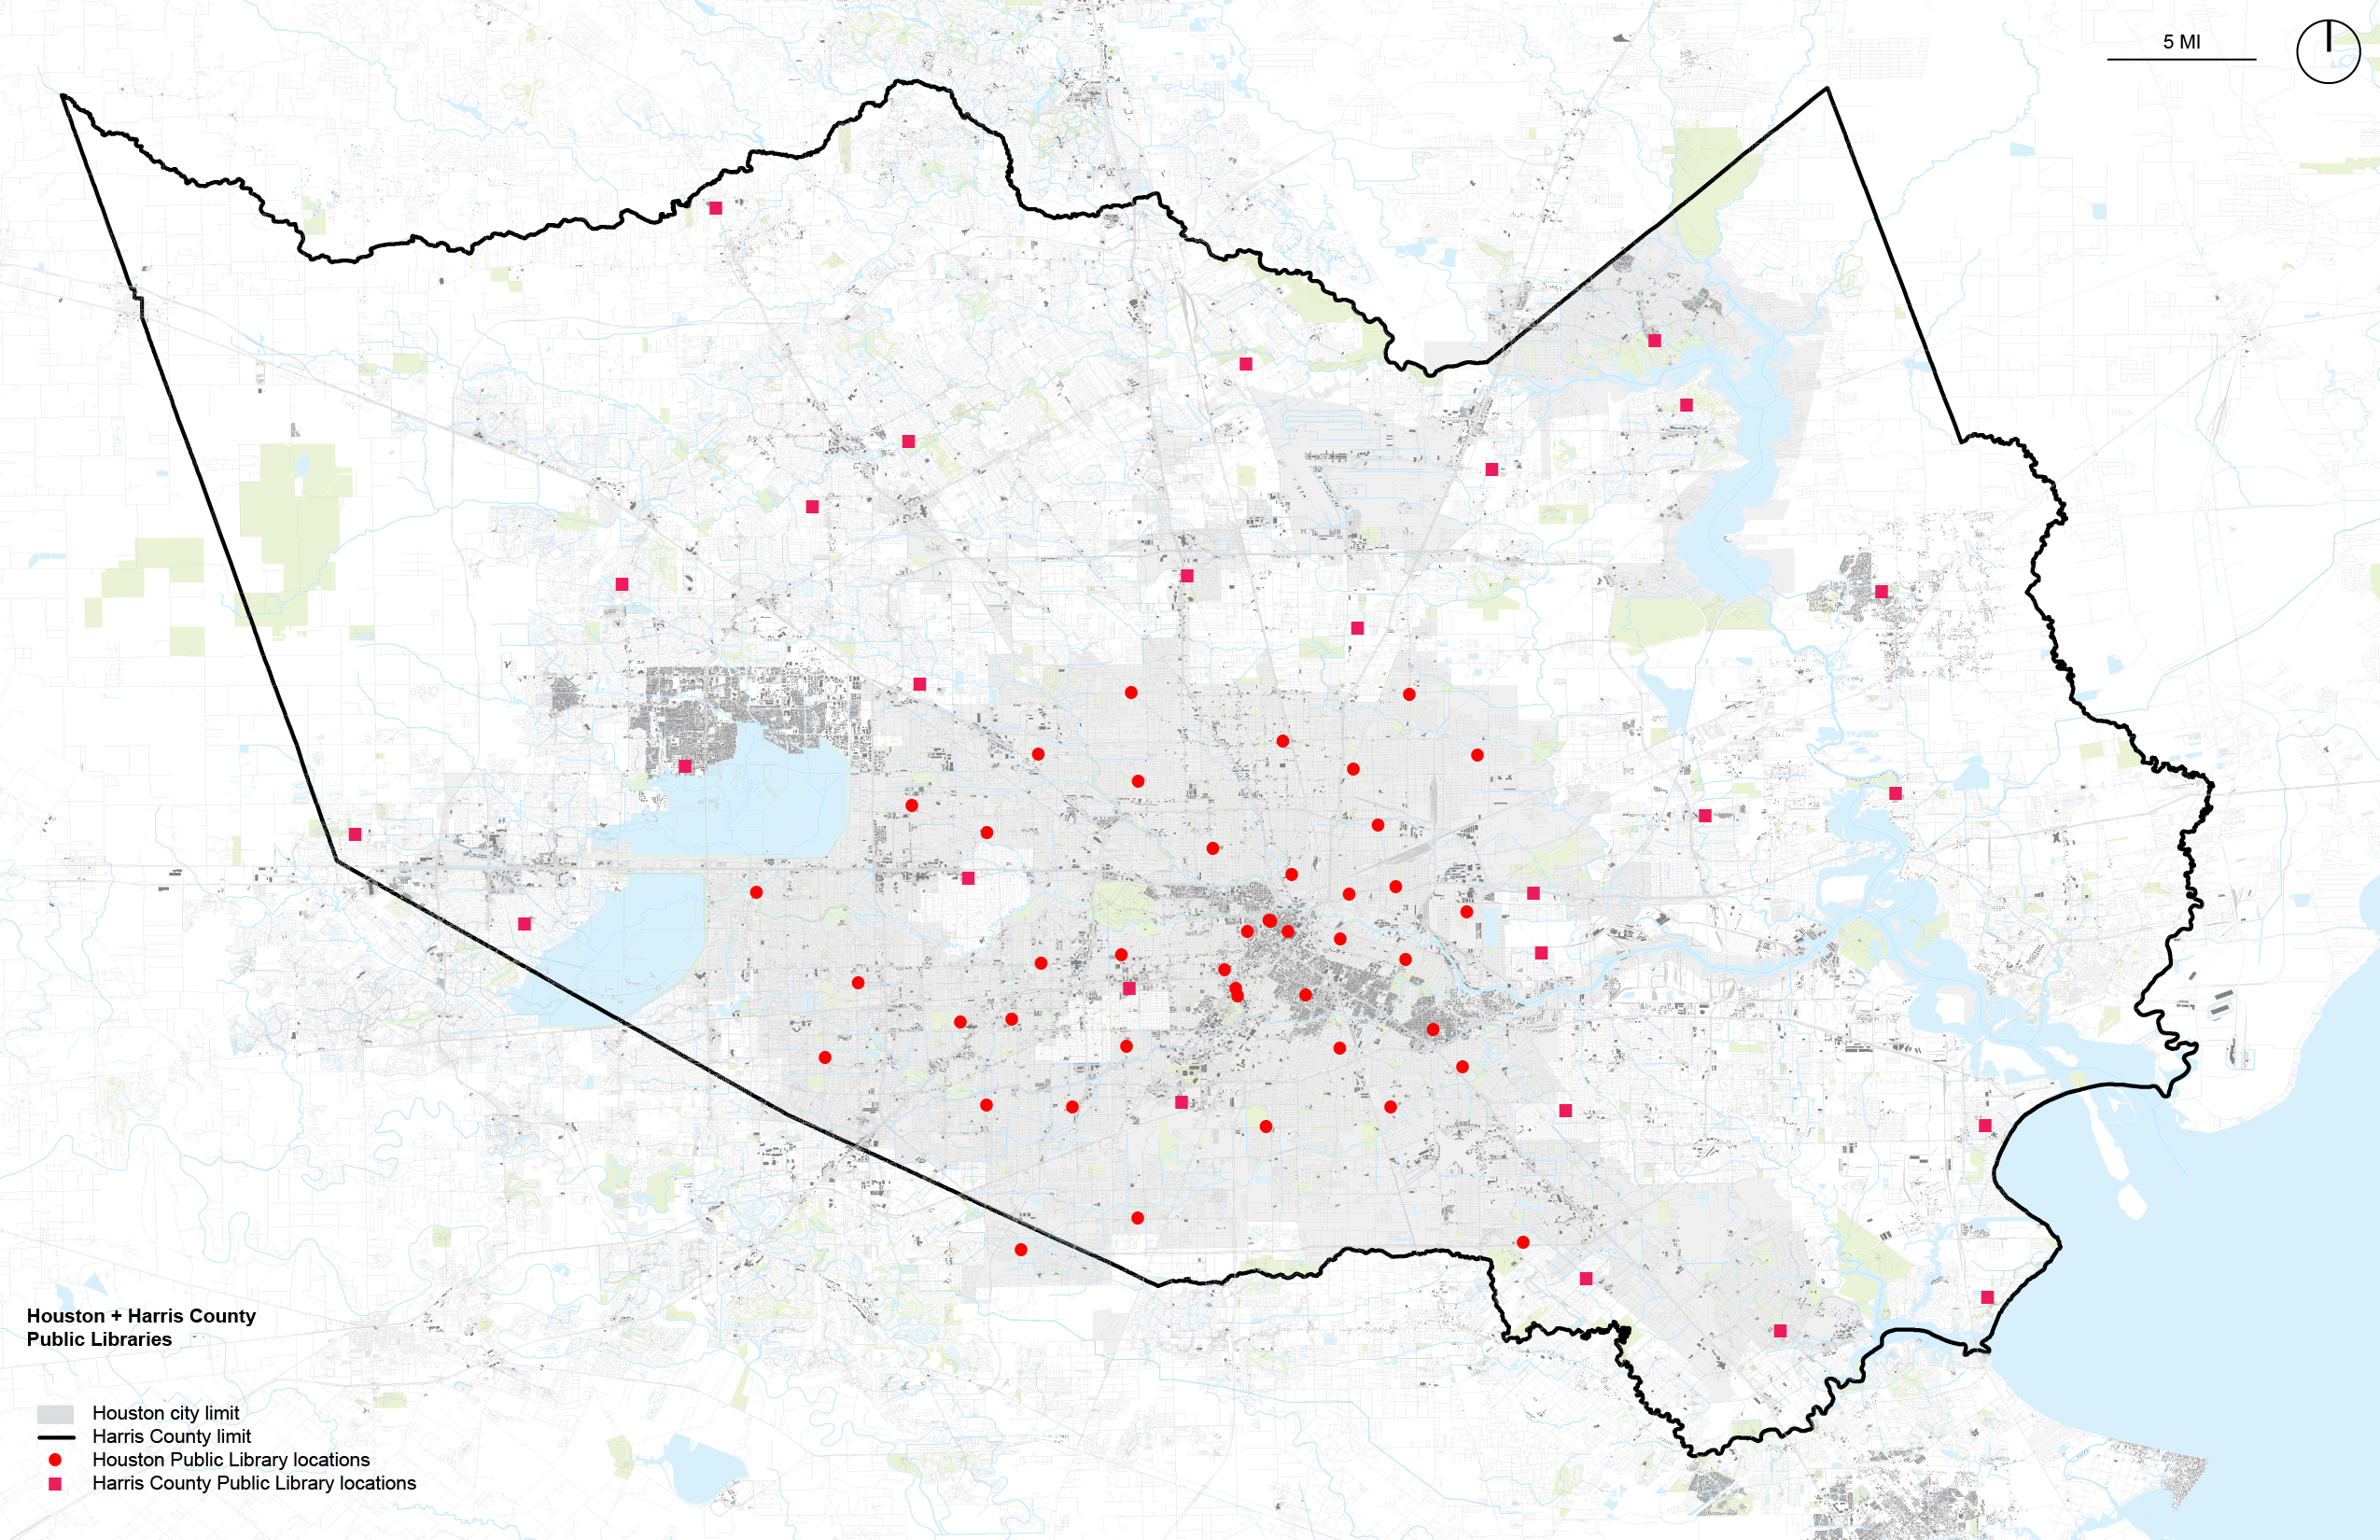 5 MI
Houston + Harris County
Public Libraries
Houston city limit
Harris County limit
Houston Public Library locations
Harris County Public Library locations